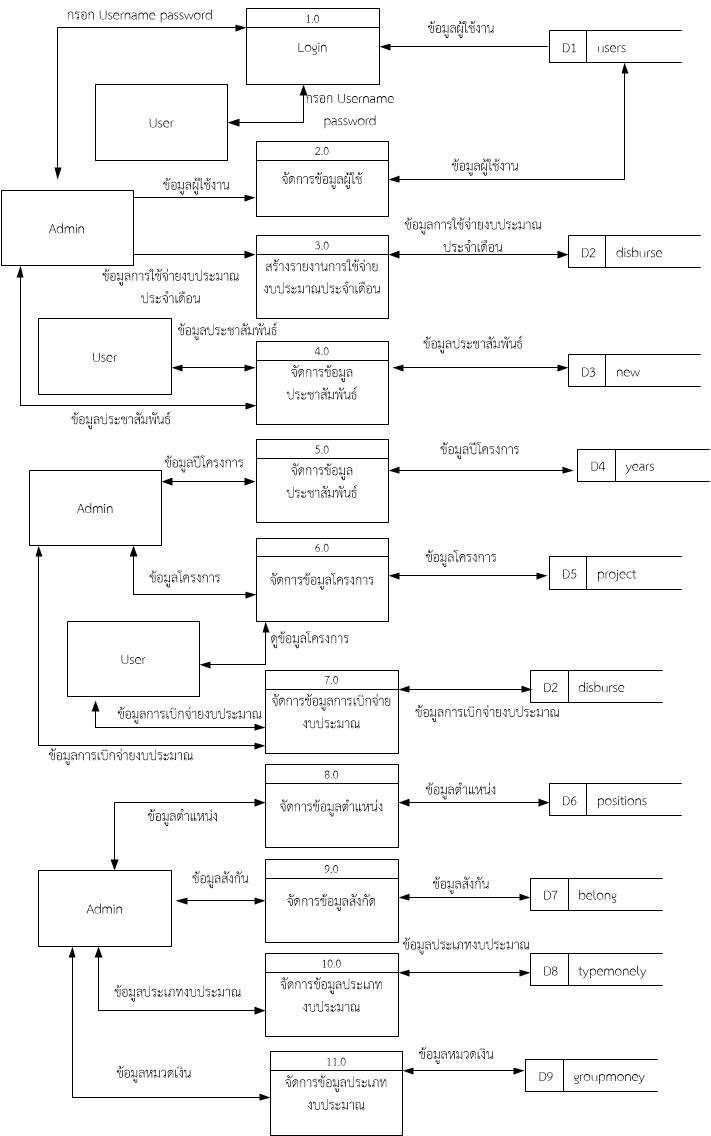 กรอก Username password
1.0
Login
ข้อมูลผู้ใช้งาน
D1 users
กรอก Username
password
User
2.0
จัดการข้อมูลผู้ใช้
ข้อมูลผู้ใช้งาน
ข้อมูลผู้ใช้งาน
Admin
3.0
สร้างรายงานการใช้จ่าย
งบประมาณประจำเดือน
ข้อมูลการใช้จ่ายงบประมาณ
ประจำเดือน
D2 disburse
ข้อมูลการใช้จ่ายงบประมาณ
ประจำเดือน
User
ข้อมูลประชาสัมพันธ์
4.0
จัดการข้อมูล
ประชาสัมพันธ์
ข้อมูลประชาสัมพันธ์
D3 new
ข้อมูลประชาสัมพันธ์
5.0
จัดการข้อมูล
ประชาสัมพันธ์
ข้อมูลปีโครงการ
ข้อมูลปีโครงการ
D4 years
Admin
6.0
จัดการข้อมูลโครงการ
ข้อมูลโครงการ
ข้อมูลโครงการ
D5 project
ดูข้อมูลโครงการ
User
7.0
จัดการข้อมูลการเบิกจ่าย
งบประมาณ
D2 disburse
ข้อมูลการเบิกจ่ายงบประมาณ
ข้อมูลการเบิกจ่ายงบประมาณ
ข้อมูลการเบิกจ่ายงบประมาณ
8.0
จัดการข้อมูลตำแหน่ง
ข้อมูลตำแหน่ง
ข้อมูลตำแหน่ง
D6 positions
9.0
จัดการข้อมูลสังกัด
ข้อมูลสังกัน
ข้อมูลสังกัน
D7 belong
Admin
10.0
จัดการข้อมูลประเภท
งบประมาณ
ข้อมูลประเภทงบประมาณ
ข้อมูลประเภทงบประมาณ
D8 typemonely
11.0
จัดการข้อมูลประเภท
งบประมาณ
ข้อมูลหมวดเงิน
ข้อมูลหมวดเงิน
D9 groupmoney